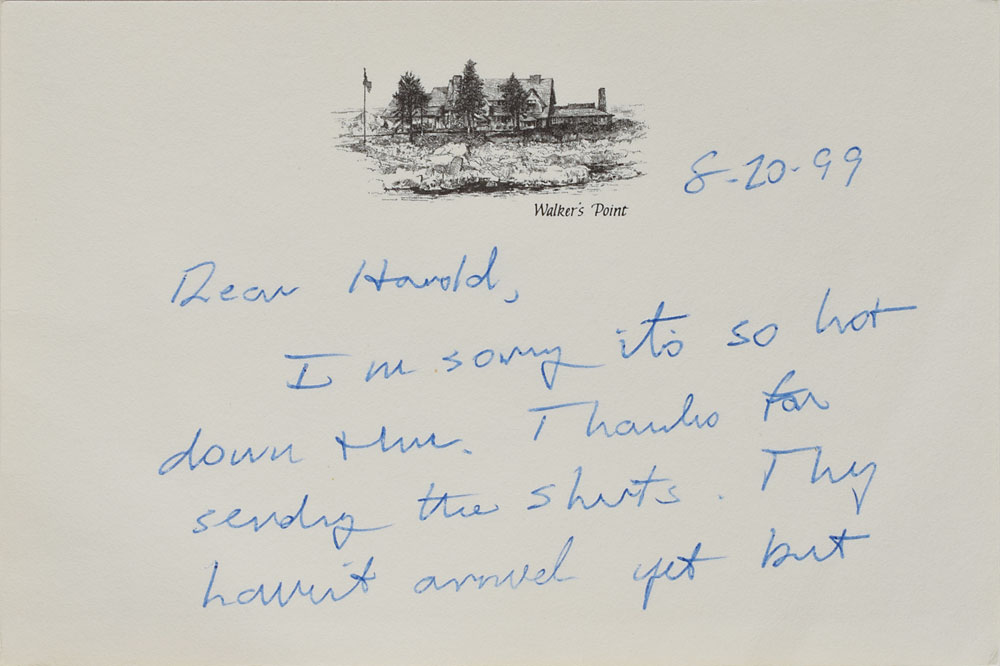 Walker's Point
8-20-99
Dear Harold,
I'm sorry it's so hot
down there. Thanks for
sending the shirts. They
haven't arrived yet but